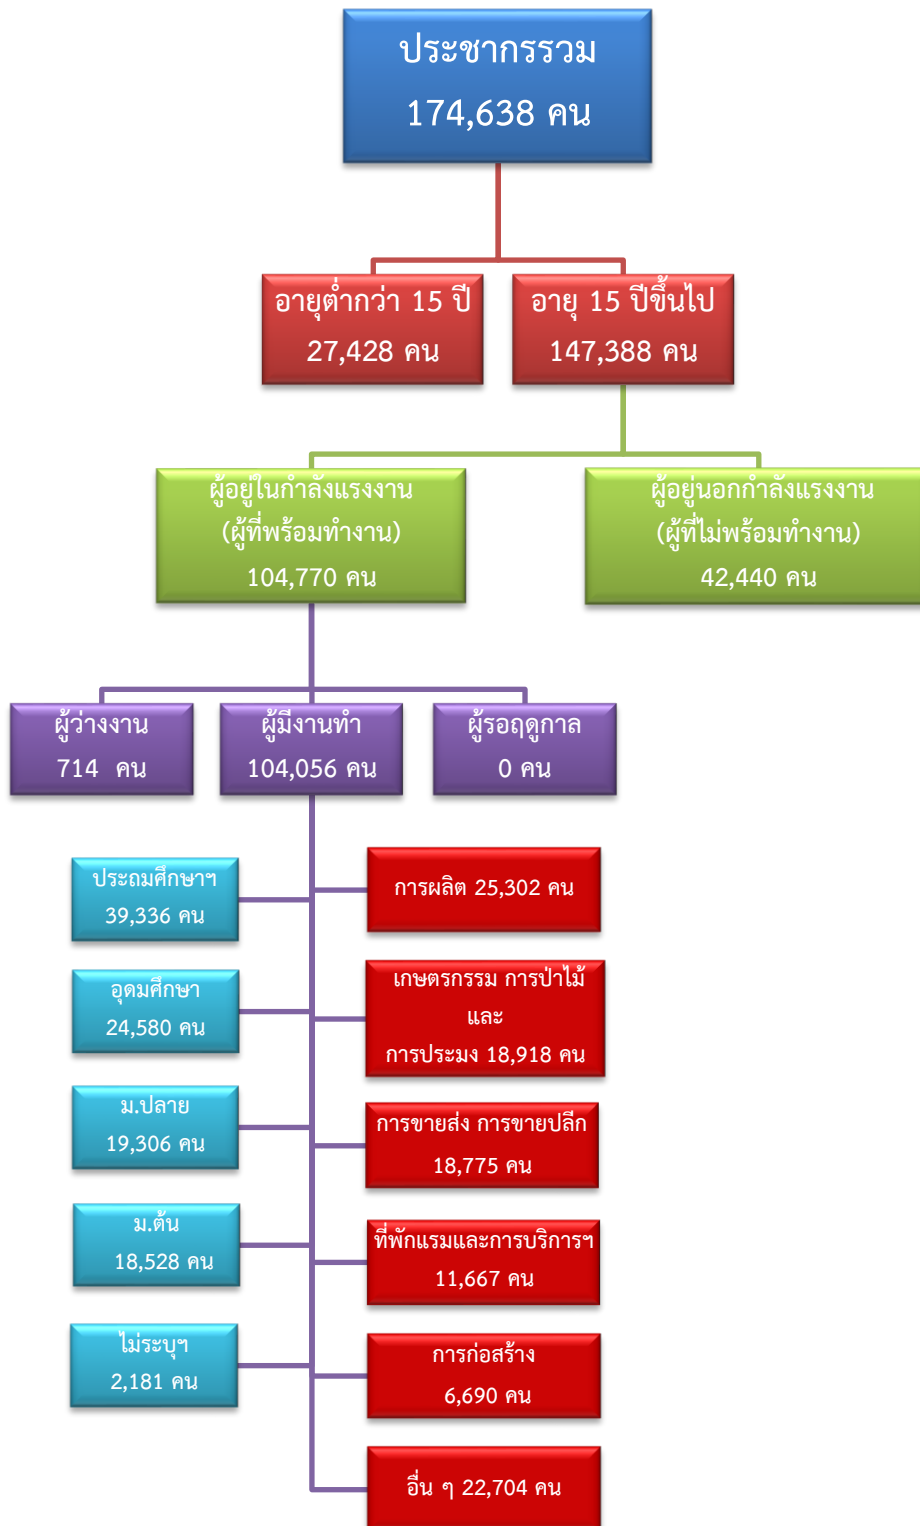 ประชากรรวม
174,638 คน
อายุต่ำกว่า 15 ปี
27,428 คน
อายุ 15 ปีขึ้นไป
147,388 คน
ผู้อยู่ในกำลังแรงงาน
(ผู้ที่พร้อมทำงาน)
104,770 คน
ผู้อยู่นอกกำลังแรงงาน
(ผู้ที่ไม่พร้อมทำงาน)
42,440 คน
ผู้ว่างงาน
714 คน
ผู้มีงานทำ
104,056 คน
ผู้รอฤดูกาล
0 คน
ประถมศึกษาฯ
39,336 คน
อุดมศึกษา
24,580 คน
ม.ปลาย
19,306 คน
ม.ต้น
18,528 คน
ไม่ระบุฯ
2,181 คน
การผลิต 25,302 คน
เกษตรกรรม การป่าไม้
และ
การประมง 18,918 คน
การขายส่ง การขายปลีก
18,775 คน
ที่พักแรมและการบริการฯ
11,667 คน
การก่อสร้าง
6,690 คน
อื่น ๆ 22,704 คน